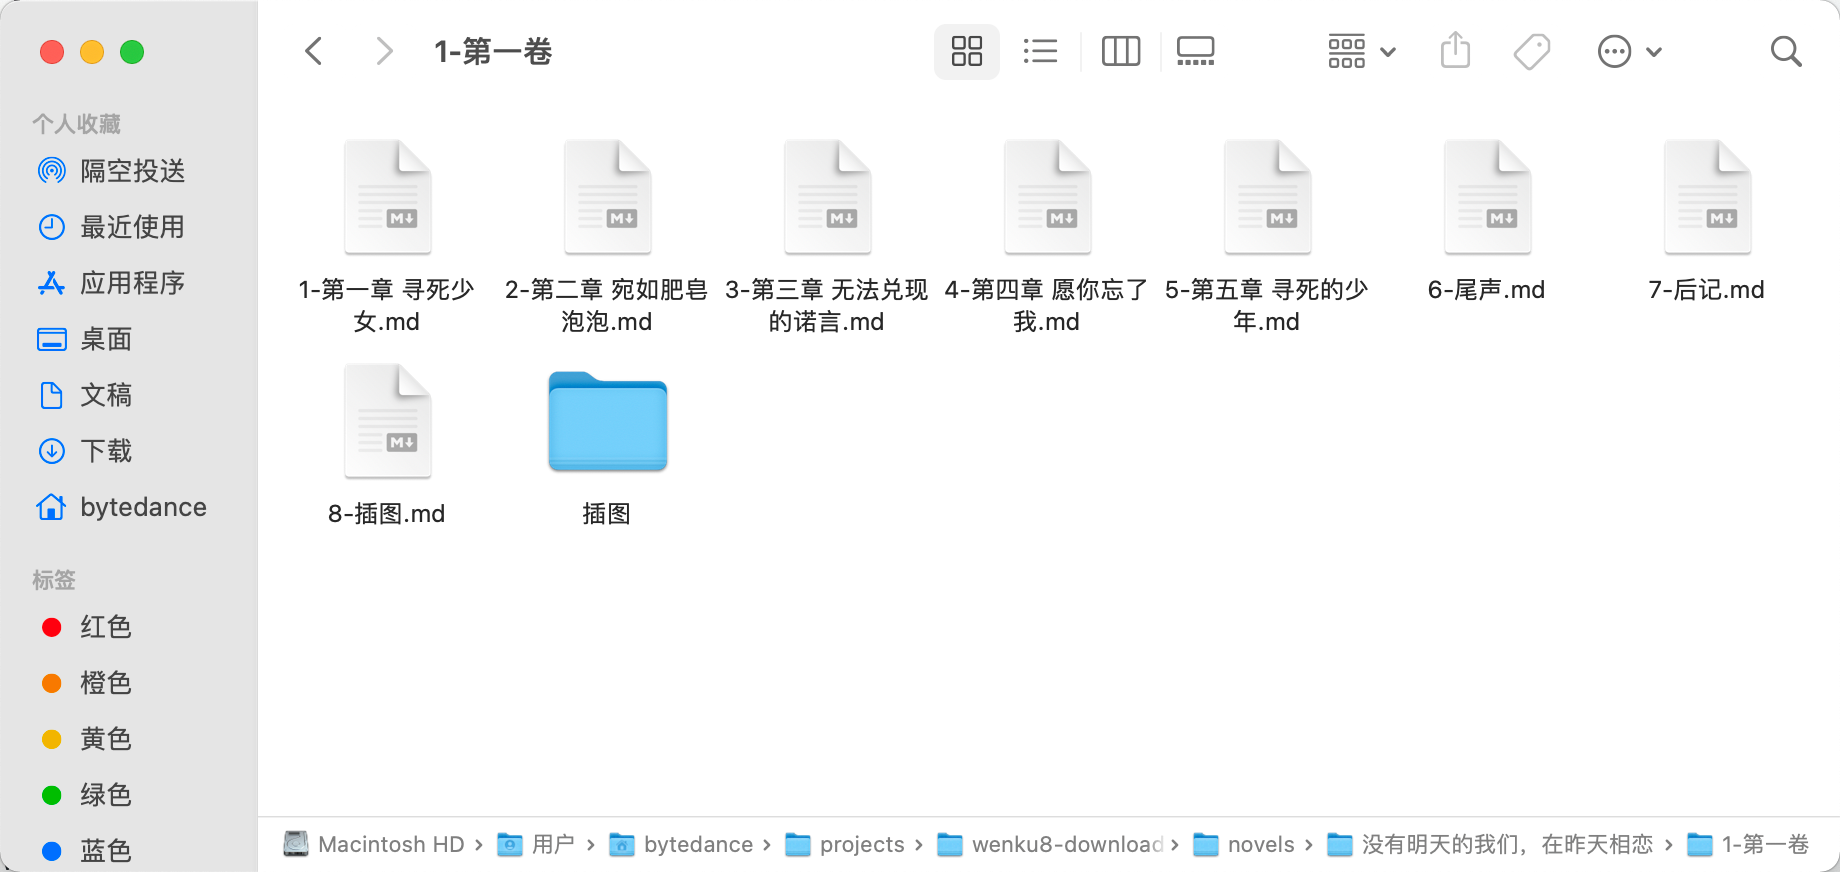 1-第一卷
个人收藏
隔空投送
最近使用
应用程序
桌面
文稿
下载
bytedance
标签
红色
橙色
黄色
绿色
蓝色
1-第一章 寻死少
女.md
2-第二章 宛如肥皂
泡泡.md
3-第三章 无法兑现
的诺言.md
4-第四章 愿你忘了
我.md
5-第五章 寻死的少
年.md
6-尾声.md
7-后记.md
8-插图.md
插图
Macintosh HD › 用户 › bytedance › projects › wenku8-download › novels › 没有明天的我们，在昨天相恋 › 1-第一卷